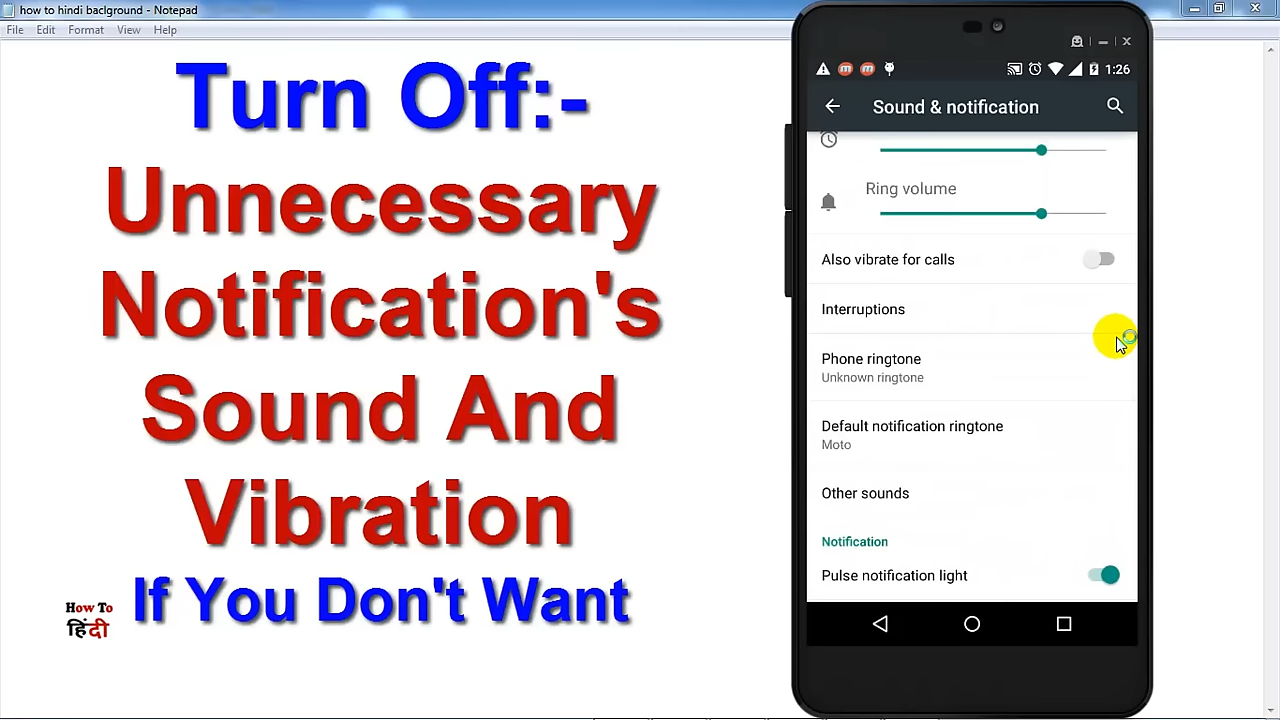 how to hindi baclground - Notepad
File Edit Format View Help
Turn Off:-
Unnecessary
Notification's
Sound And
Vibration
If You Don't Want
How To
हिंदी
1:26
Sound & notification
Ring volume
Also vibrate for calls
Interruptions
Phone ringtone
Unknown ringtone
Default notification ringtone
Moto
Other sounds
Notification
Pulse notification light